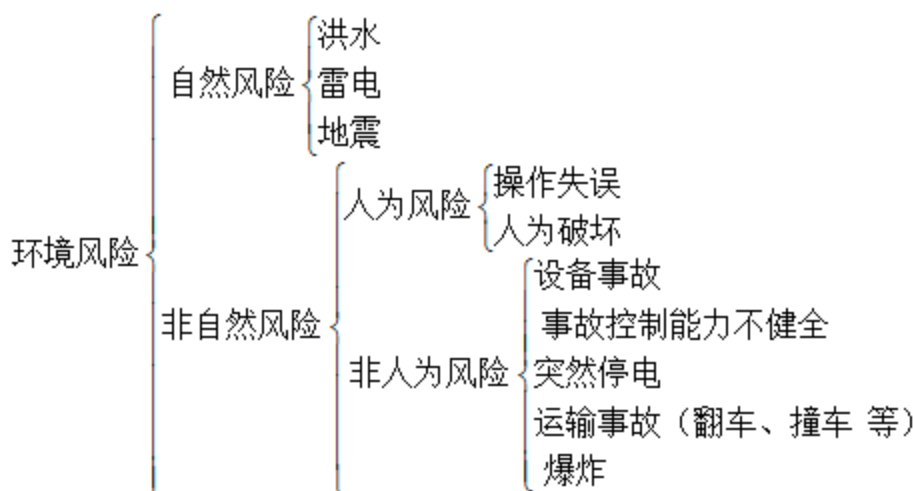 环境风险
自然风险
洪水
雷电
地震
非自然风险
人为风险
操作失误
人为破坏
非人为风险
设备事故
事故控制能力不健全
突然停电
运输事故（翻车、撞车 等）
爆炸